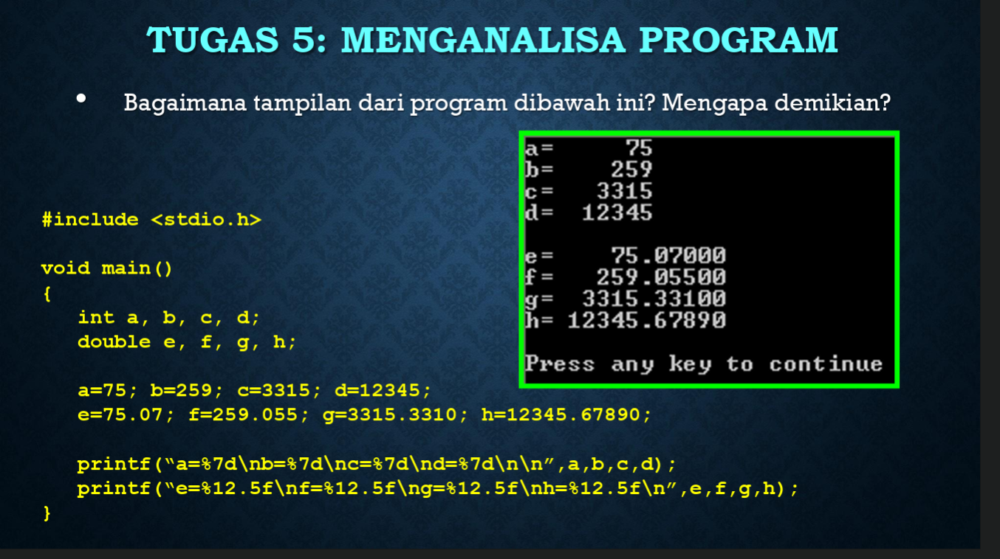 TUGAS 5: MENGANALISA PROGRAM
• Bagaimana tampilan dari program dibawah ini? Mengapa demikian?
a=     75
b=    259
c=   3315
d=  12345
e=    75.07000
f=   259.05500
g=  3315.33100
h= 12345.67890
Press any key to continue
#include <stdio.h>
void main()
{
int a, b, c, d;
double e, f, g, h;
a=75; b=259; c=3315; d=12345;
e=75.07; f=259.055; g=3315.3310; h=12345.67890;
printf(“a=%7d\nb=%7d\nc=%7d\nd=%7d\n\n”,a,b,c,d);
printf(“e=%12.5f\nf=%12.5f\ng=%12.5f\nh=%12.5f\n”,e,f,g,h);
}